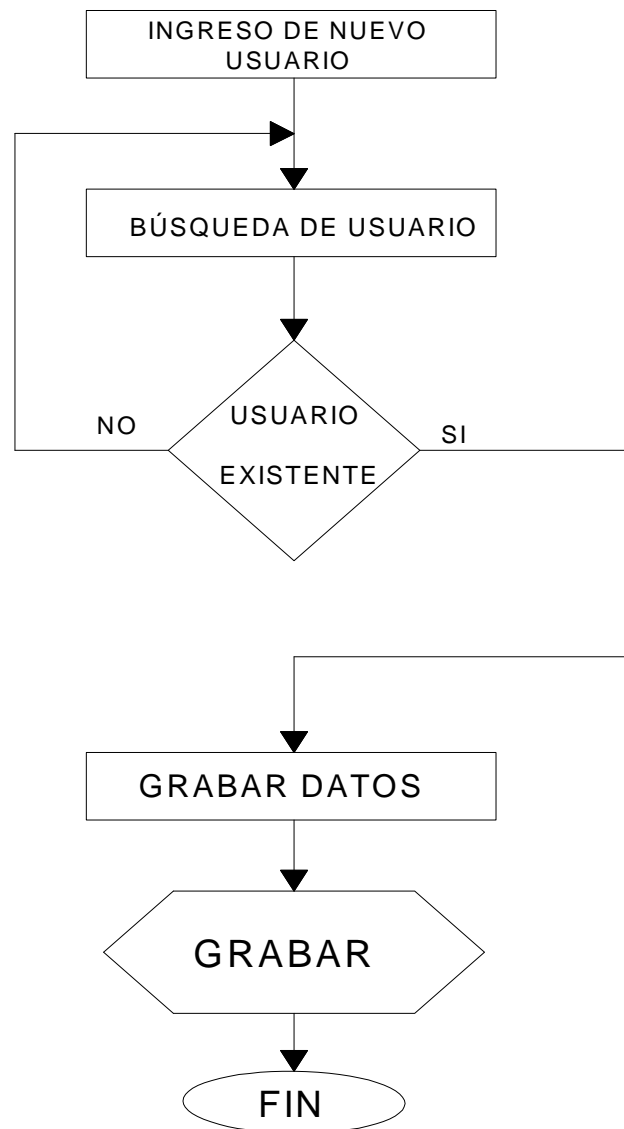 INGRESO DE NUEVO
USUARIO
BÚSQUEDA DE USUARIO
USUARIO
NO
SI
EXISTENTE
GRABAR DATOS
GRABAR
FIN